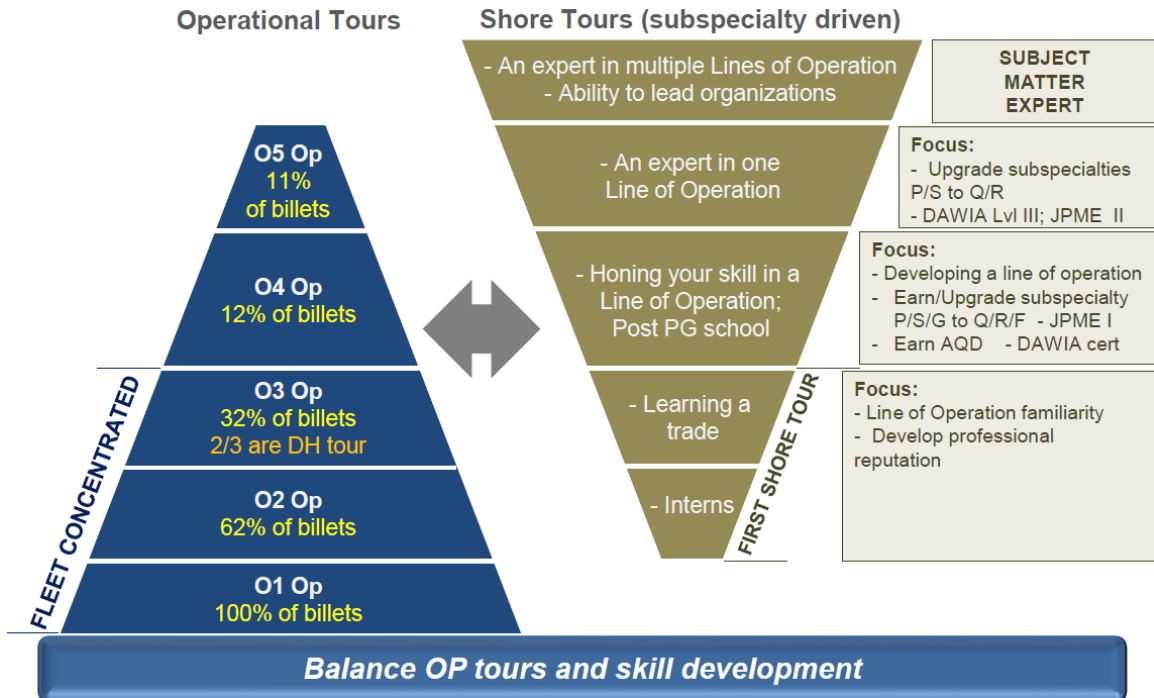 Operational Tours
Shore Tours (subspecialty driven)
O5 Op
11%
of billets
O4 Op
12% of billets
O3 Op
32% of billets
2/3 are DH tour
O2 Op
62% of billets
O1 Op
100% of billets
FLEET CONCENTRATED
- An expert in multiple Lines of Operation
- Ability to lead organizations
- An expert in one
Line of Operation
- Honing your skill in a
Line of Operation;
Post PG school
- Learning a
trade
- Interns
FIRST SHORE TOUR
SUBJECT
MATTER
EXPERT
Focus:
- Upgrade subspecialties
P/S to Q/R
- DAWIA Lvl III; JPME II
Focus:
- Developing a line of operation
- Earn/Upgrade subspecialty
P/S/G to Q/R/F - JPME I
- Earn AQD - DAWIA cert
Focus:
- Line of Operation familiarity
- Develop professional
reputation
Balance OP tours and skill development